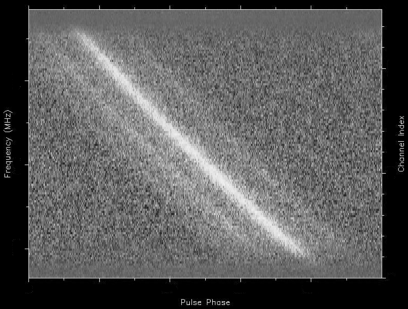 Frequency (MHz)
Channel Index
Pulse Phase